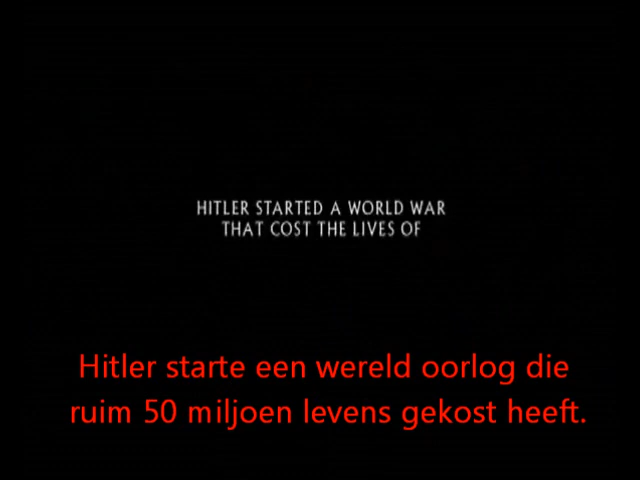 HITLER STARTED A WORLD WAR
THAT COST THE LIVES OF
Hitler starte een wereld oorlog die
ruim 50 miljoen levens gekost heeft.